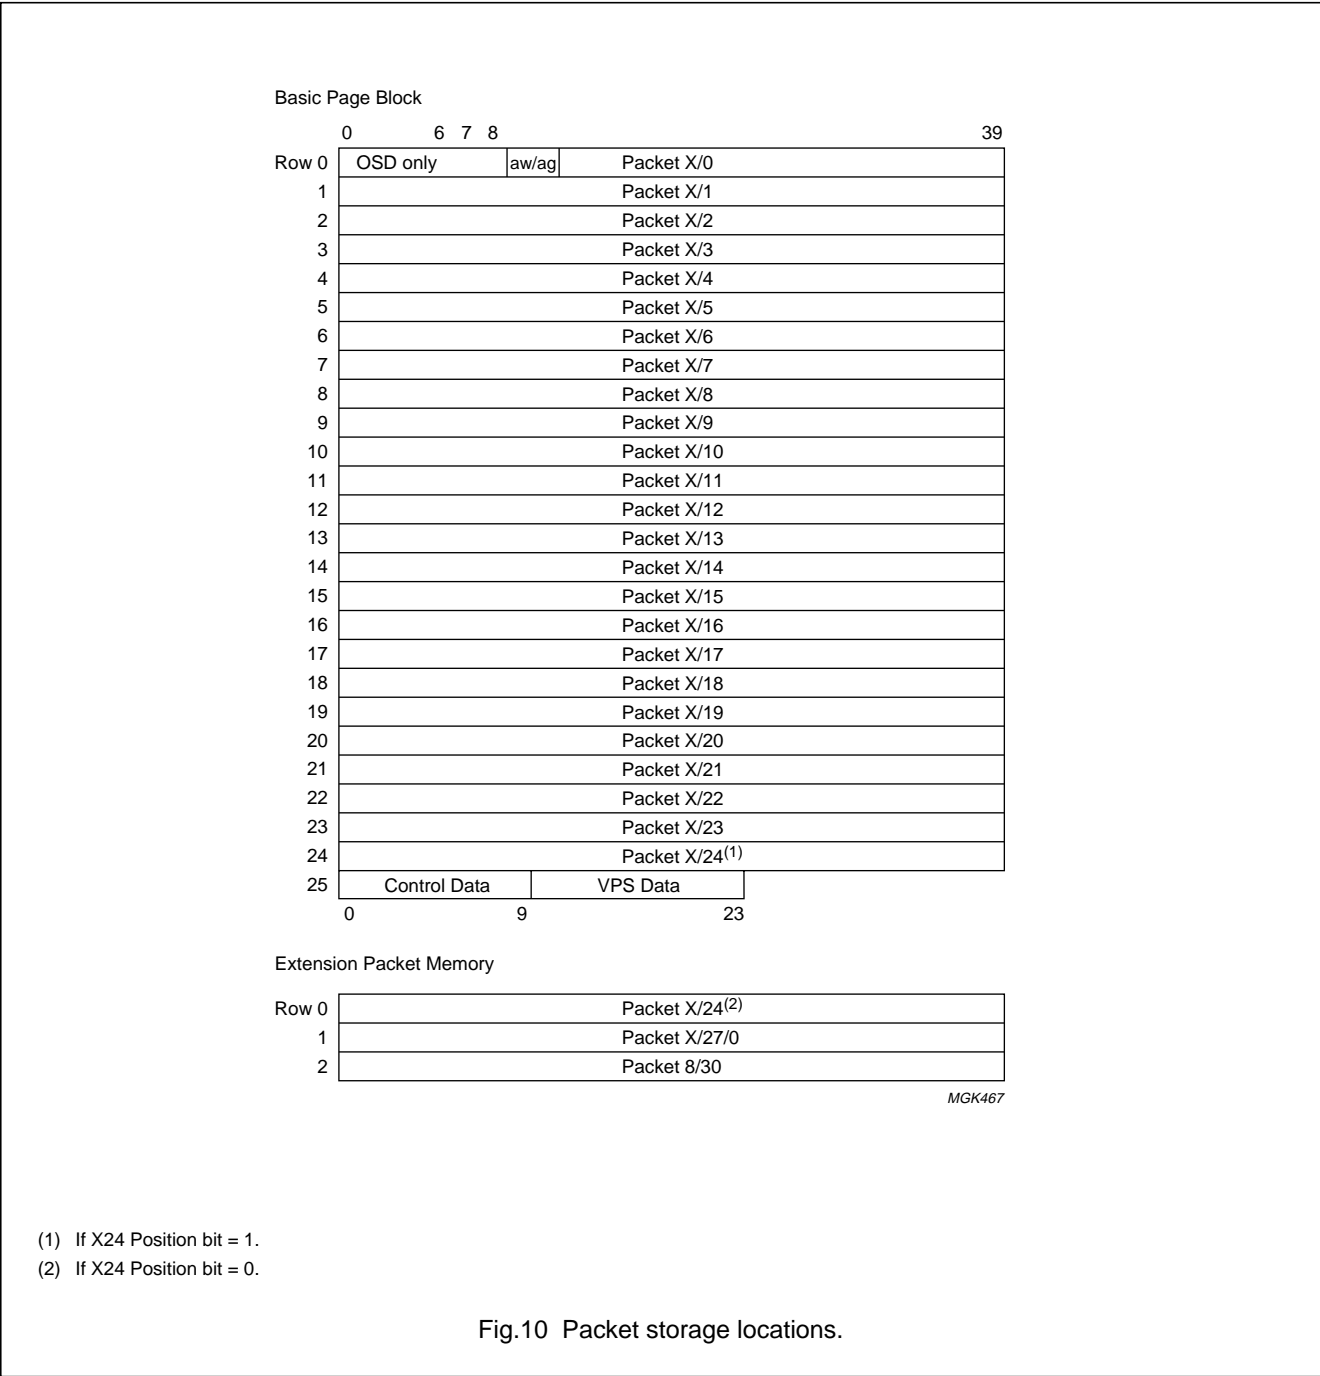 Basic Page Block
0 6 7 8 39
Row 0 OSD only aw/ag Packet X/0
1 Packet X/1
2 Packet X/2
3 Packet X/3
4 Packet X/4
5 Packet X/5
6 Packet X/6
7 Packet X/7
8 Packet X/8
9 Packet X/9
10 Packet X/10
11 Packet X/11
12 Packet X/12
13 Packet X/13
14 Packet X/14
15 Packet X/15
16 Packet X/16
17 Packet X/17
18 Packet X/18
19 Packet X/19
20 Packet X/20
21 Packet X/21
22 Packet X/22
23 Packet X/23
24 Packet X/24(1)
25 Control Data VPS Data
0 9 23
Extension Packet Memory
Row 0 Packet X/24(2)
1 Packet X/27/0
2 Packet 8/30
MGK467
(1) If X24 Position bit = 1.
(2) If X24 Position bit = 0.
Fig.10 Packet storage locations.